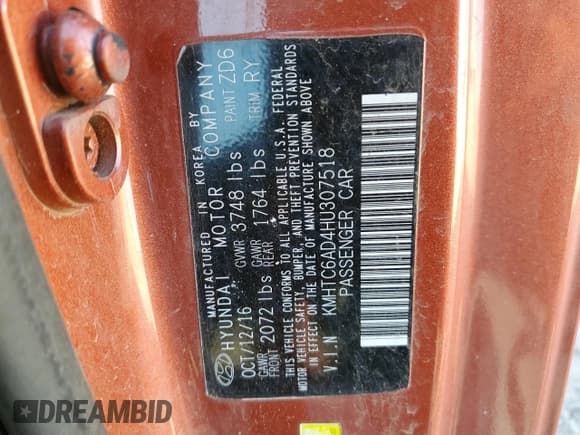 MANUFACTURED IN KOREA BY
HYUNDAI MOTOR COMPANY
OCT/12/16 GVWR 3748 lbs PAINT ZD6
GAWR FRONT 2072 lbs GAWR REAR 1764 lbs TRIM RY
THIS VEHICLE CONFORMS TO ALL APPLICABLE U.S.A. FEDERAL
MOTOR VEHICLE SAFETY, BUMPER, AND THEFT PREVENTION STANDARDS
IN EFFECT ON THE DATE OF MANUFACTURE SHOWN ABOVE
V.I.N KMHTC6AD4HU307518
PASSENGER CAR
DREAMBID